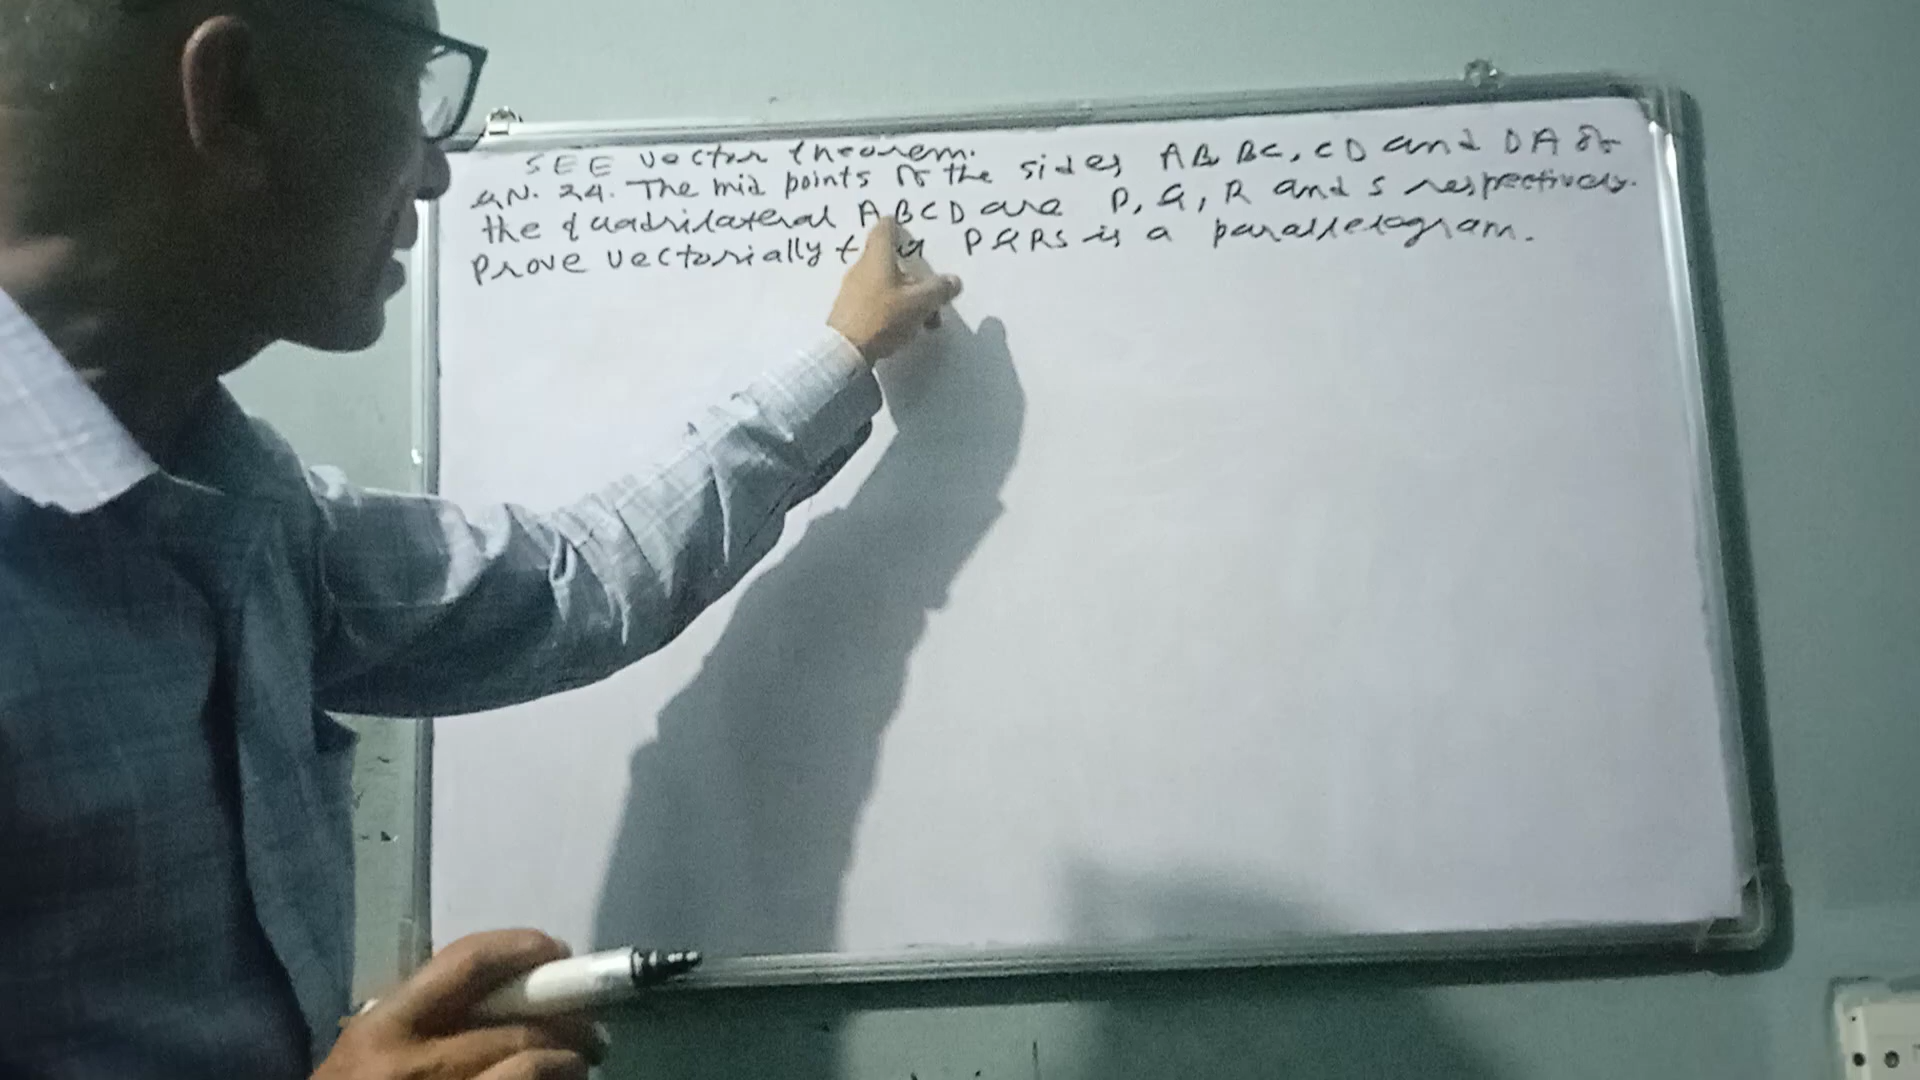 SEE vector theorem.
Q.N. 24. The mid points of the sides AB, BC, CD and DA of
the quadrilateral ABCD are P, Q, R and S respectively.
Prove vectorially PQRS is a parallelogram.